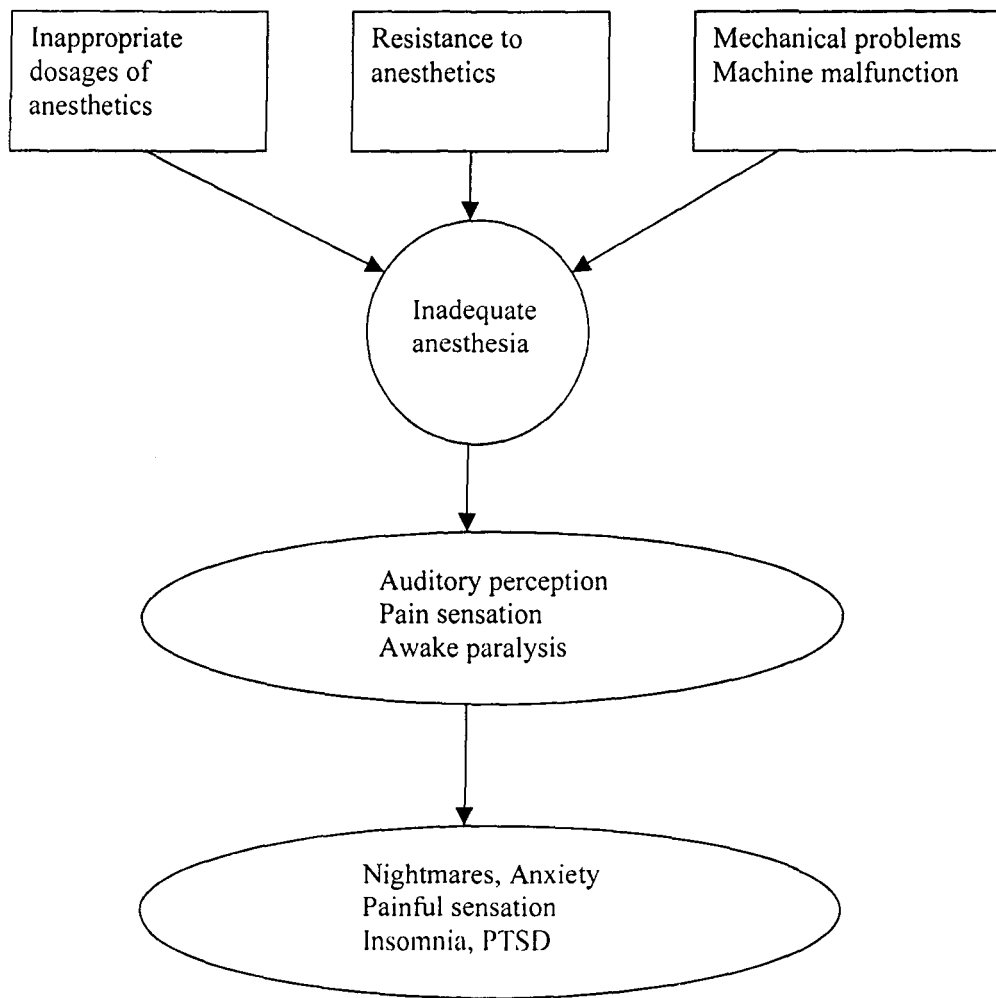 Inappropriate
dosages of
anesthetics
Resistance to
anesthetics
Mechanical problems
Machine malfunction
Inadequate
anesthesia
Auditory perception
Pain sensation
Awake paralysis
Nightmares, Anxiety
Painful sensation
Insomnia, PTSD